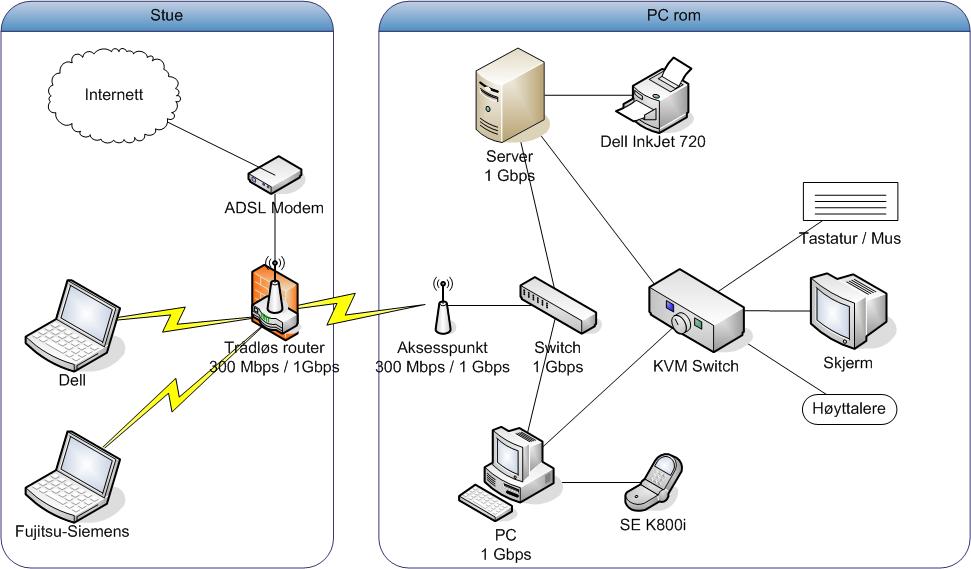 Stue
PC rom
Internett
ADSL Modem
Dell
Trådløs router
300 Mbps / 1Gbps
Fujitsu-Siemens
Server
1 Gbps
Dell InkJet 720
Tastatur / Mus
Aksesspunkt
300 Mbps / 1 Gbps
Switch
1 Gbps
KVM Switch
Skjerm
Høyttalere
PC
1 Gbps
SE K800i